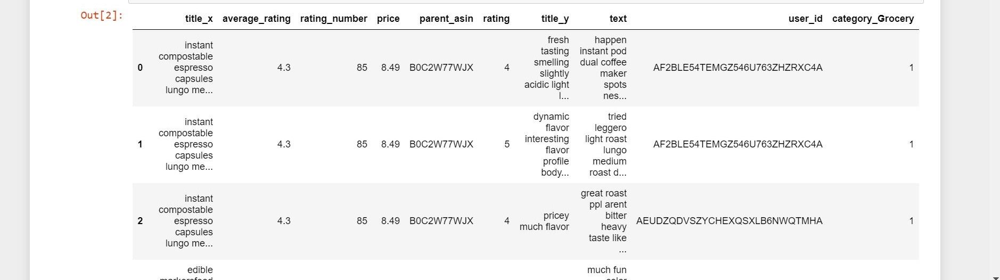 Out[2]:
title_x average_rating rating_number price parent_asin rating title_y text user_id category_Grocery
0 instant compostable espresso capsules lungo me... 4.3 85 8.49 B0C2W77WJX 4 fresh tasting smelling slightly acidic light l... happen instant pod dual coffee maker spots nes... AF2BLE54TEMGZ546U763ZHZRXC4A 1
1 instant compostable espresso capsules lungo me... 4.3 85 8.49 B0C2W77WJX 5 dynamic flavor interesting flavor profile body... tried leggero light roast lungo medium roast d... AF2BLE54TEMGZ546U763ZHZRXC4A 1
2 instant compostable espresso capsules lungo me... 4.3 85 8.49 B0C2W77WJX 4 pricey much flavor great roast ppl arent bitter heavy taste like ... AEUDZQDVSZYCHEXQSXLB6NWQTMHA 1
edible much fun